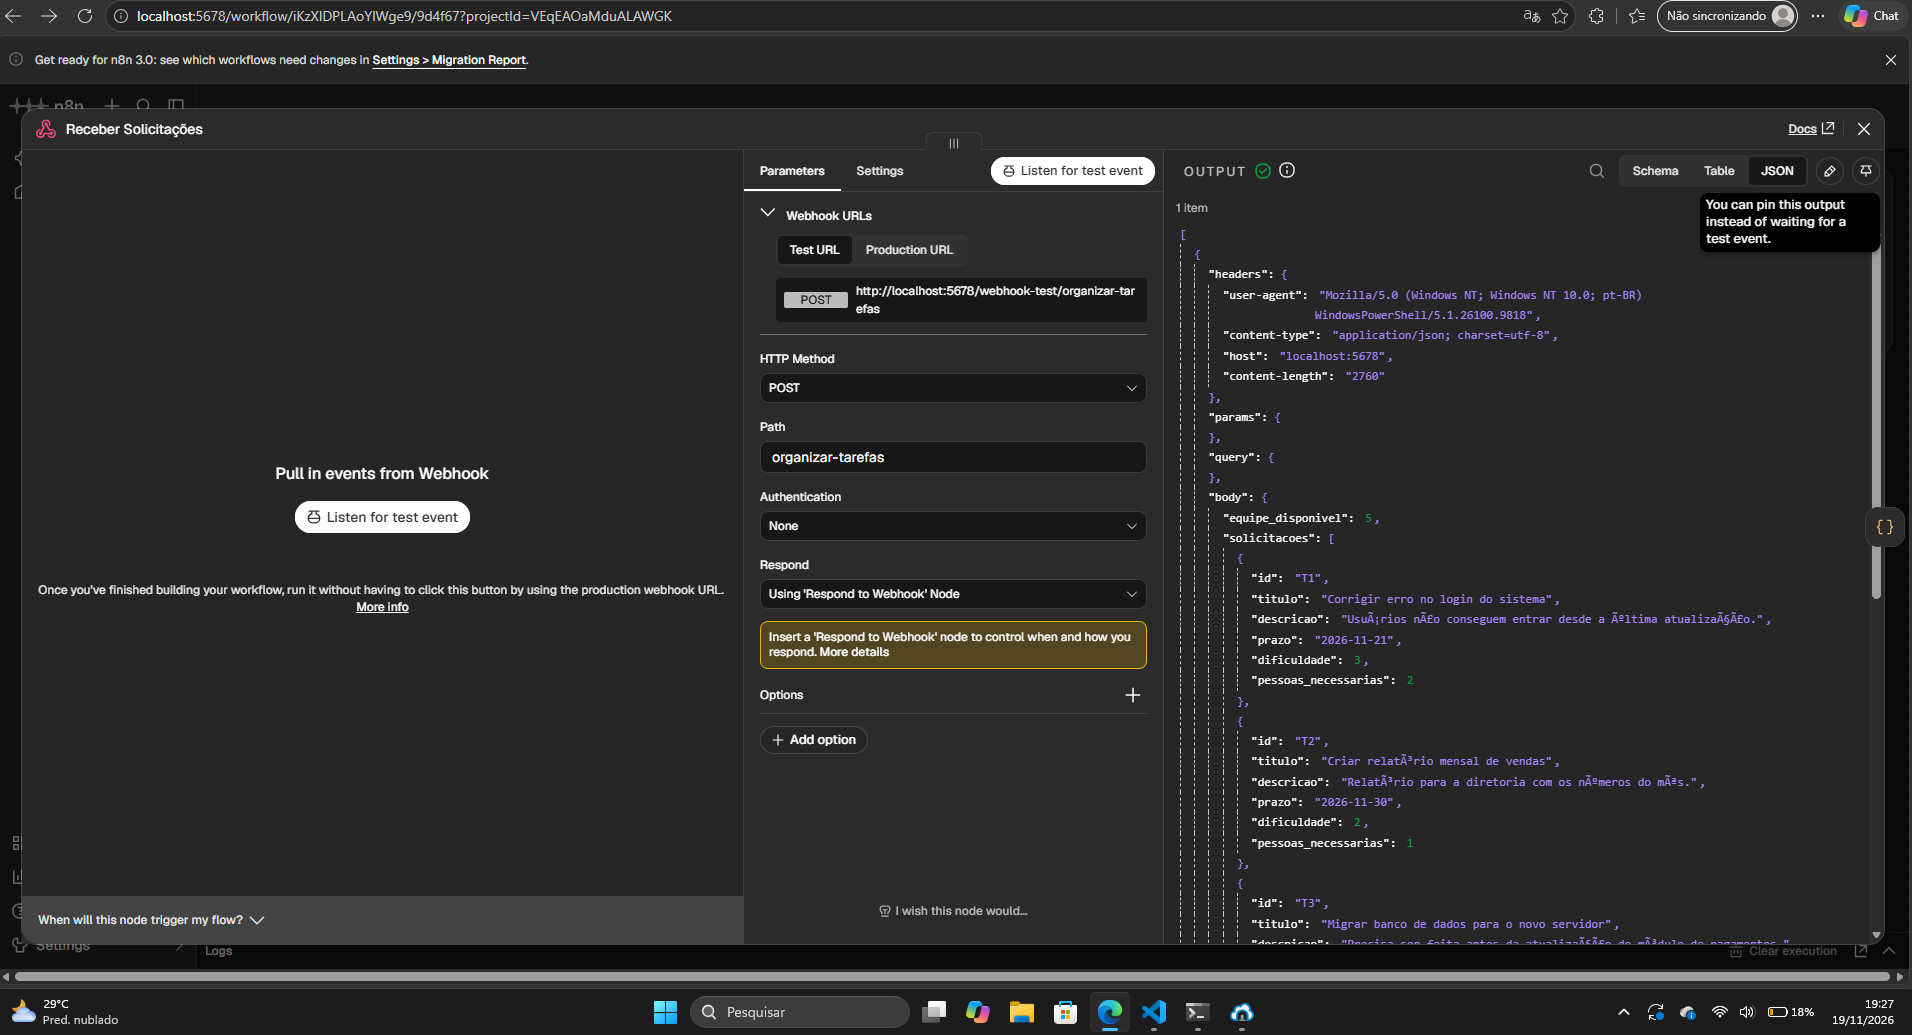 localhost:5678/workflow/iKzXIDPLAoYIWge9/9d4f67?projectId=VEqEAOaMduALAWGK
Não sincronizando
Chat
Get ready for n8n 3.0: see which workflows need changes in Settings > Migration Report.
n8n
Receber Solicitações
Docs
Parameters
Settings
Listen for test event
OUTPUT
Schema
Table
JSON
You can pin this output
instead of waiting for a
test event.
Webhook URLs
Test URL
Production URL
POST
http://localhost:5678/webhook-test/organizar-tar
efas
HTTP Method
POST
Path
organizar-tarefas
Authentication
None
Respond
Using 'Respond to Webhook' Node
Insert a 'Respond to Webhook' node to control when and how you
respond. More details
Options
Add option
I wish this node would...
Pull in events from Webhook
Listen for test event
Once you've finished building your workflow, run it without having to click this button by using the production webhook URL.
More info
When will this node trigger my flow?
1 item
[
{
"headers": {
"user-agent": "Mozilla/5.0 (Windows NT; Windows NT 10.0; pt-BR)
WindowsPowerShell/5.1.26100.9818",
"content-type": "application/json; charset=utf-8",
"host": "localhost:5678",
"content-length": "2760"
},
"params": {
},
"query": {
},
"body": {
"equipe_disponivel": 5,
"solicitacoes": [
{
"id": "T1",
"titulo": "Corrigir erro no login do sistema",
"descricao": "UsuÃ¡rios nÃ£o conseguem entrar desde a Ãºltima atualizaÃ§Ã£o.",
"prazo": "2026-11-21",
"dificuldade": 3,
"pessoas_necessarias": 2
},
{
"id": "T2",
"titulo": "Criar relatÃ³rio mensal de vendas",
"descricao": "RelatÃ³rio para a diretoria com os nÃºmeros do mÃªs.",
"prazo": "2026-11-30",
"dificuldade": 2,
"pessoas_necessarias": 1
},
{
"id": "T3",
"titulo": "Migrar banco de dados para o novo servidor",
"descricao": "Precisa ser feita antes da atualizaÃ§Ã£o do mÃ³dulo de pagamentos.",
Settings
Logs
Clear execution
29°C
Pred. nublado
Pesquisar
18%
19:27
19/11/2026